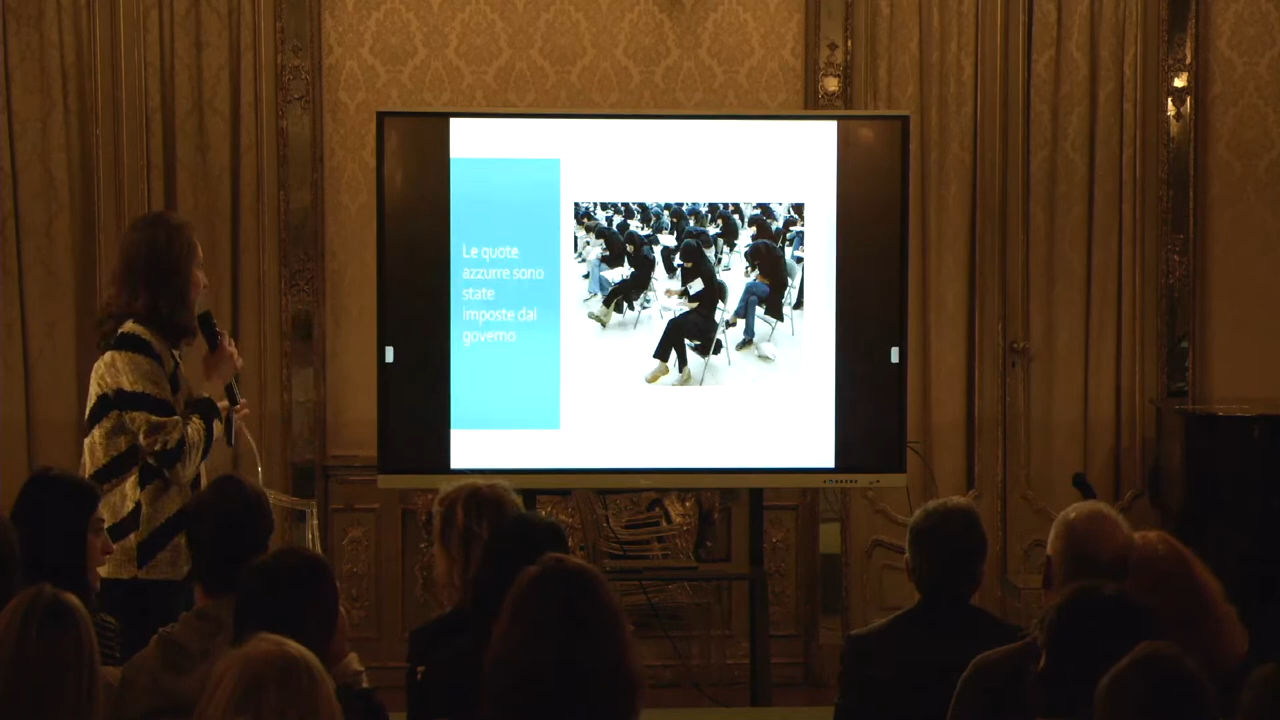 Le quote
azzurre sono
state
imposte dal
governo